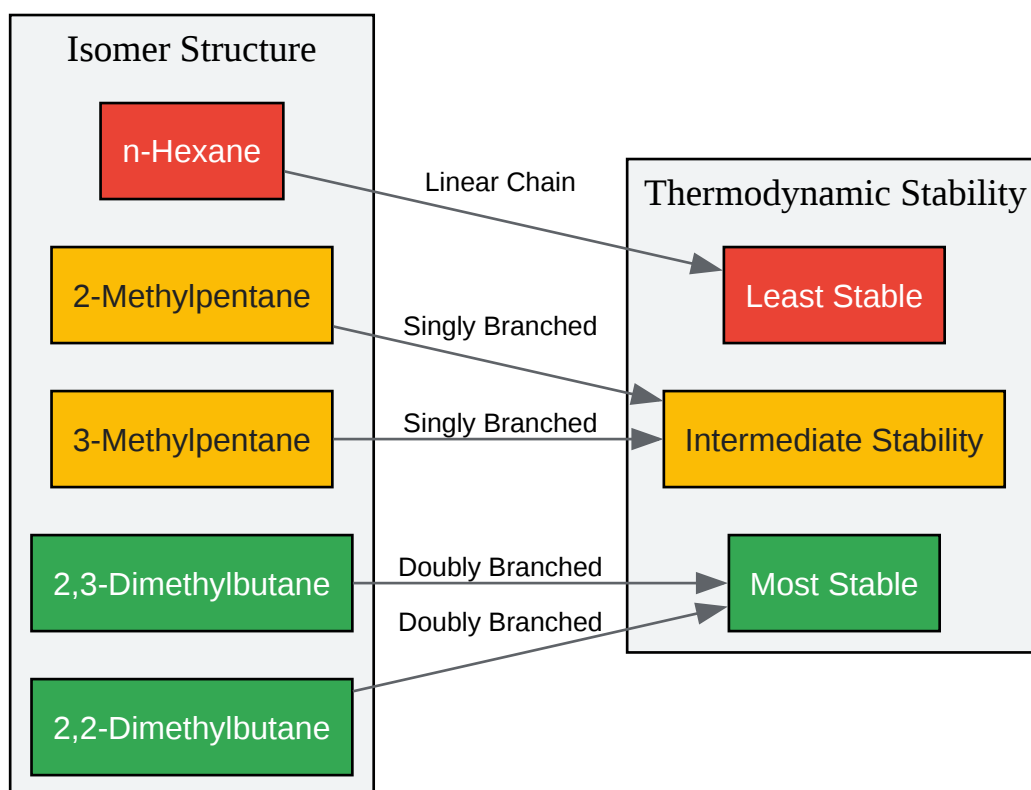 Isomer Structure
n-Hexane
2-Methylpentane
3-Methylpentane
2,3-Dimethylbutane
2,2-Dimethylbutane
Linear Chain
Singly Branched
Singly Branched
Doubly Branched
Doubly Branched
Thermodynamic Stability
Least Stable
Intermediate Stability
Most Stable